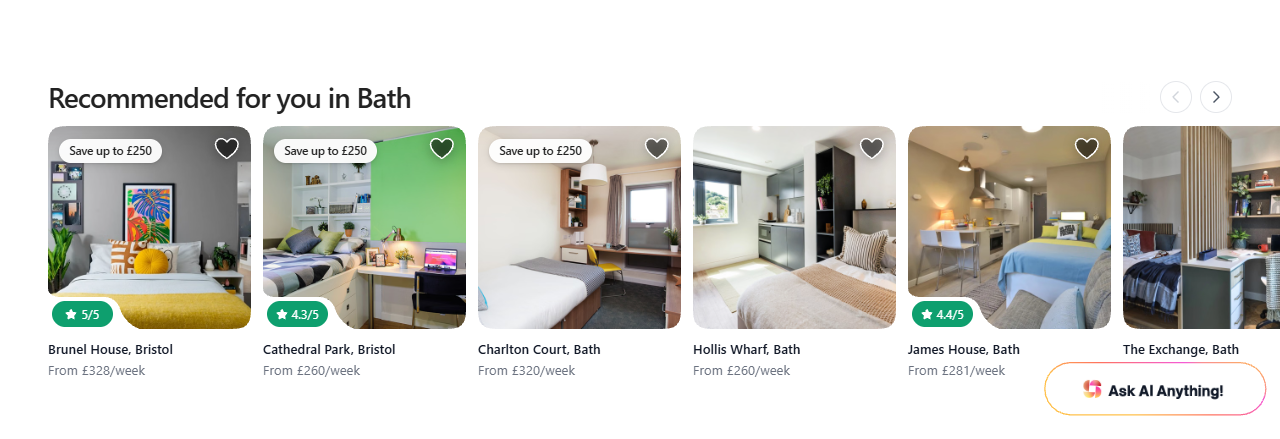 Recommended for you in Bath
Save up to £250
Save up to £250
Save up to £250
5/5
4.3/5
4.4/5
Brunel House, Bristol
From £328/week
Cathedral Park, Bristol
From £260/week
Charlton Court, Bath
From £320/week
Hollis Wharf, Bath
From £260/week
James House, Bath
From £281/week
The Exchange, Bath
Ask AI Anything!